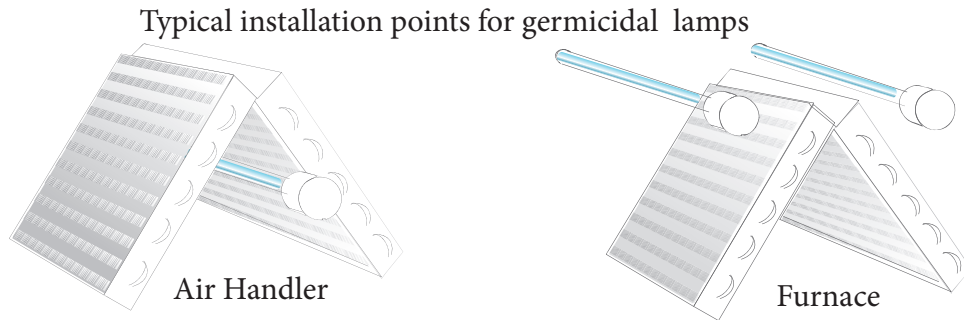 Typical installation points for germicidal lamps
Air Handler
Furnace